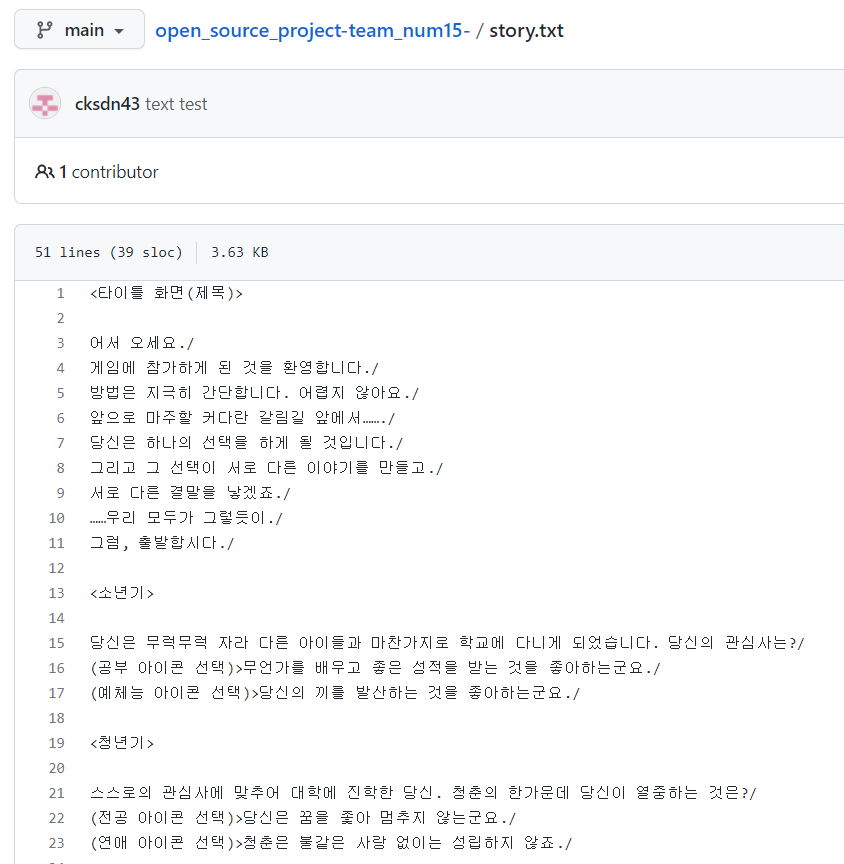 main
open_source_project-team_num15- / story.txt
cksdn43 text test
1 contributor
51 lines (39 sloc) 3.63 KB
1 <타이틀 화면(제목)>
2
3 어서 오세요./
4 게임에 참가하게 된 것을 환영합니다./
5 방법은 지극히 간단합니다. 어렵지 않아요./
6 앞으로 마주할 커다란 갈림길 앞에서……./
7 당신은 하나의 선택을 하게 될 것입니다./
8 그리고 그 선택이 서로 다른 이야기를 만들고./
9 서로 다른 결말을 낳겠죠./
10 ……우리 모두가 그렇듯이./
11 그럼, 출발합시다./
12
13 <소년기>
14
15 당신은 무럭무럭 자라 다른 아이들과 마찬가지로 학교에 다니게 되었습니다. 당신의 관심사는?/
16 (공부 아이콘 선택)>무언가를 배우고 좋은 성적을 받는 것을 좋아하는군요./
17 (예체능 아이콘 선택)>당신의 끼를 발산하는 것을 좋아하는군요./
18
19 <청년기>
20
21 스스로의 관심사에 맞추어 대학에 진학한 당신. 청춘의 한가운데 당신이 열중하는 것은?/
22 (전공 아이콘 선택)>당신은 꿈을 좇아 멈추지 않는군요./
23 (연애 아이콘 선택)>청춘은 불같은 사랑 없이는 성립하지 않죠./